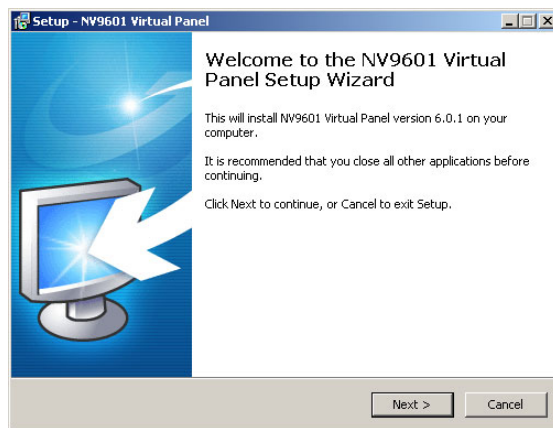 Setup - NV9601 Virtual Panel
Welcome to the NV9601 Virtual
Panel Setup Wizard
This will install NV9601 Virtual Panel version 6.0.1 on your
computer.
It is recommended that you close all other applications before
continuing.
Click Next to continue, or Cancel to exit Setup.
Next >
Cancel